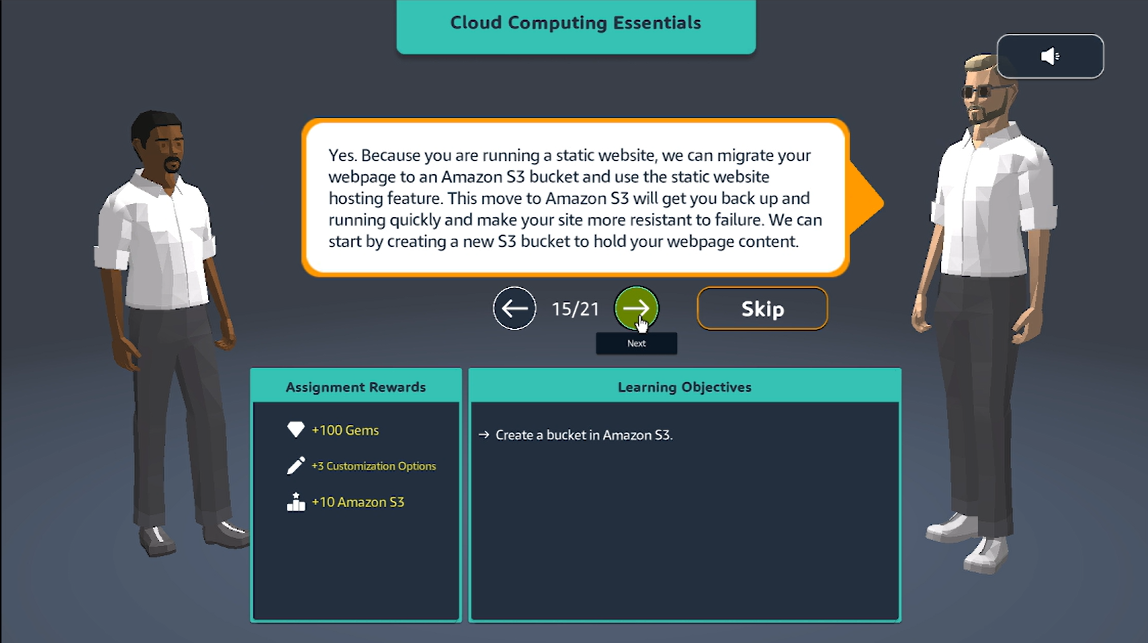 Cloud Computing Essentials
Yes. Because you are running a static website, we can migrate your
webpage to an Amazon S3 bucket and use the static website
hosting feature. This move to Amazon S3 will get you back up and
running quickly and make your site more resistant to failure. We can
start by creating a new S3 bucket to hold your webpage content.
15/21
Skip
Next
Assignment Rewards
+100 Gems
+3 Customization Options
+10 Amazon S3
Learning Objectives
→ Create a bucket in Amazon S3.